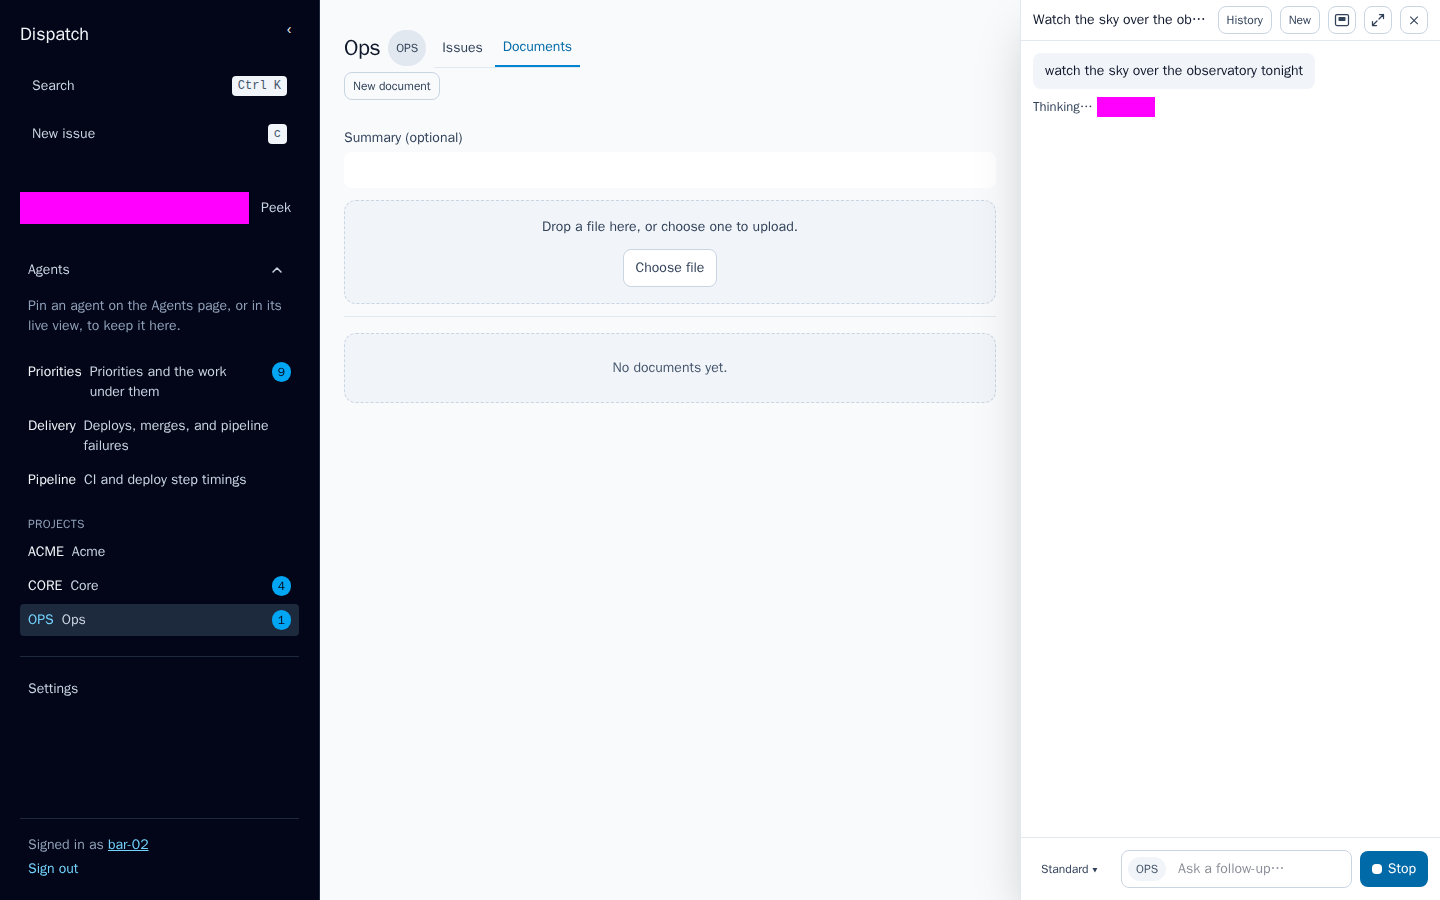 Dispatch
Search
Ctrl K
New issue
C
Peek
Agents
Pin an agent on the Agents page, or in its
live view, to keep it here.
Priorities Priorities and the work
under them
9
Delivery Deploys, merges, and pipeline
failures
Pipeline CI and deploy step timings
PROJECTS
ACME Acme
CORE Core 4
OPS Ops 1
Settings
Signed in as bar-02
Sign out
Ops OPS Issues Documents
New document
Summary (optional)
Drop a file here, or choose one to upload.
Choose file
No documents yet.
Watch the sky over the ob… History New
watch the sky over the observatory tonight
Thinking…
Standard ▾ OPS Ask a follow-up… Stop